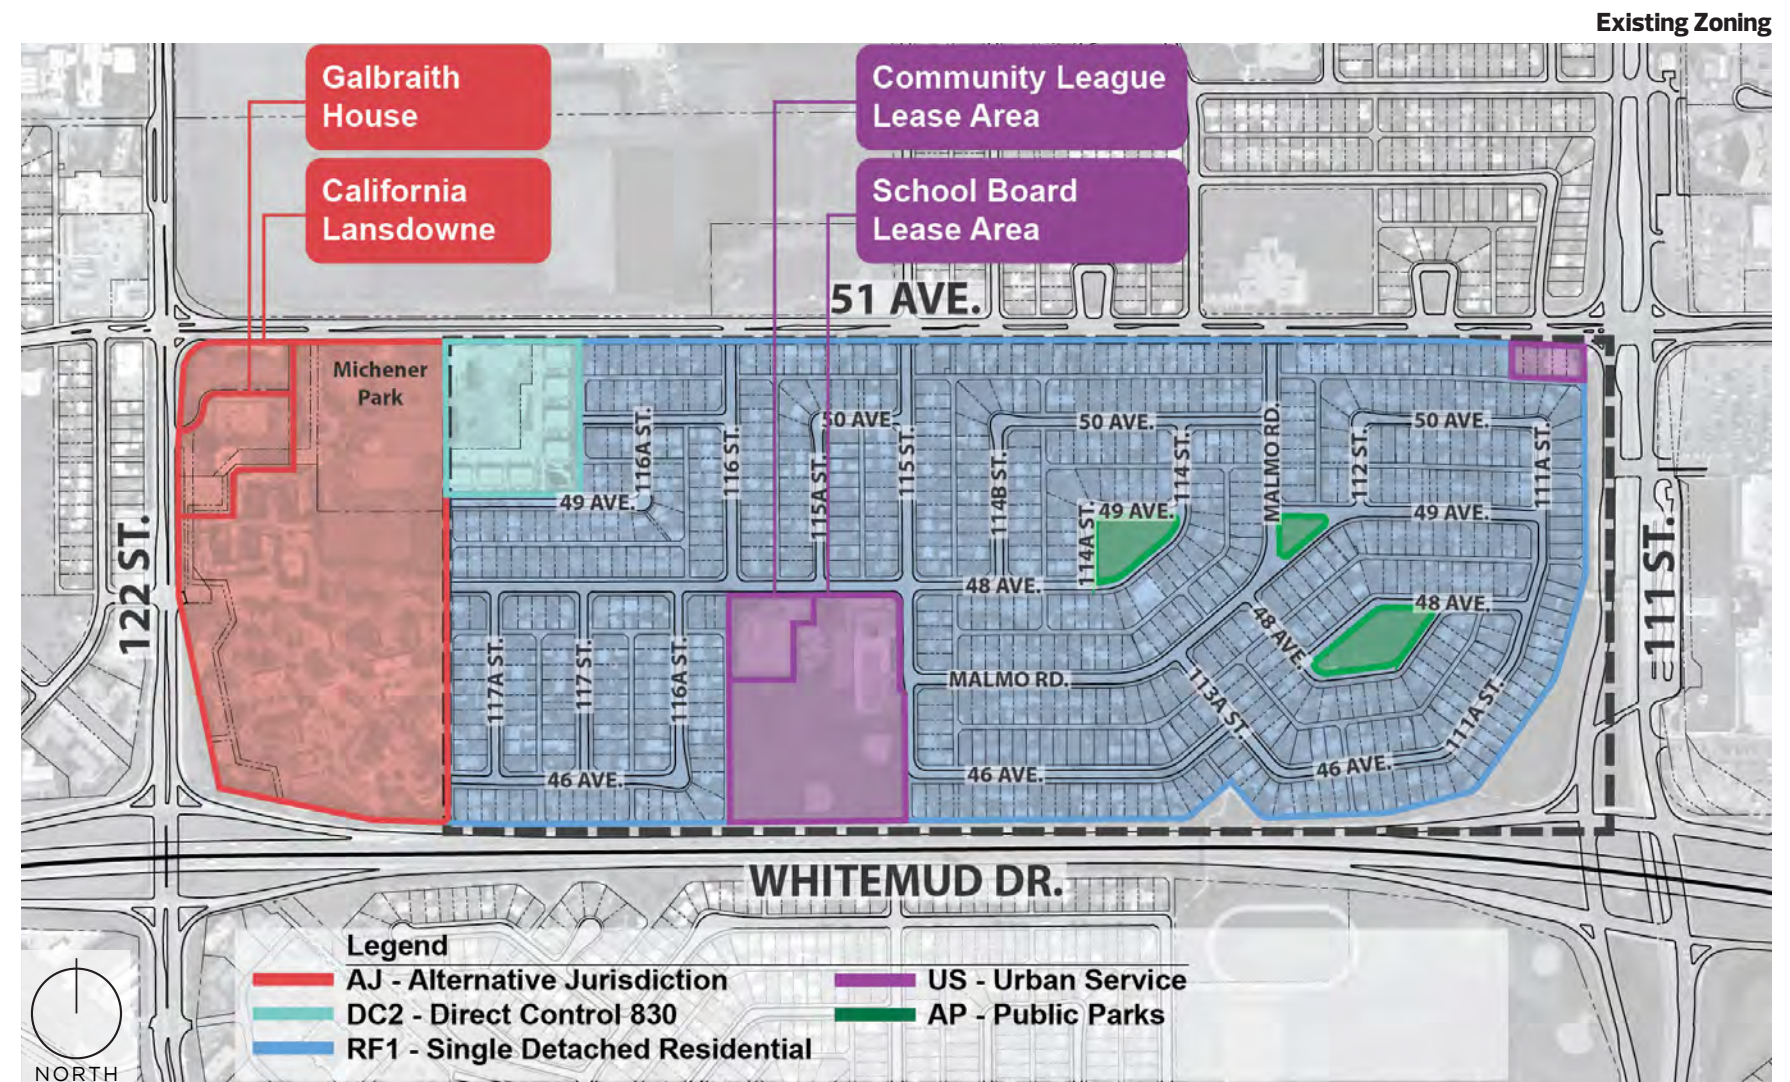 Existing Zoning
Galbraith
House
California
Lansdowne
Community League
Lease Area
School Board
Lease Area
51 AVE.
Michener
Park
50 AVE.
50 AVE.
50 AVE.
116A ST.
116 ST.
115A ST.
115 ST.
114B ST.
114 ST.
MALMO RD.
112 ST.
111A ST.
49 AVE.
49 AVE.
49 AVE.
114A ST.
122 ST.
111 ST.
48 AVE.
48 AVE.
48 AVE.
117A ST.
117 ST.
116A ST.
MALMO RD.
113A ST.
111A ST.
46 AVE.
46 AVE.
46 AVE.
WHITEMUD DR.
Legend
AJ - Alternative Jurisdiction
DC2 - Direct Control 830
RF1 - Single Detached Residential
US - Urban Service
AP - Public Parks
NORTH